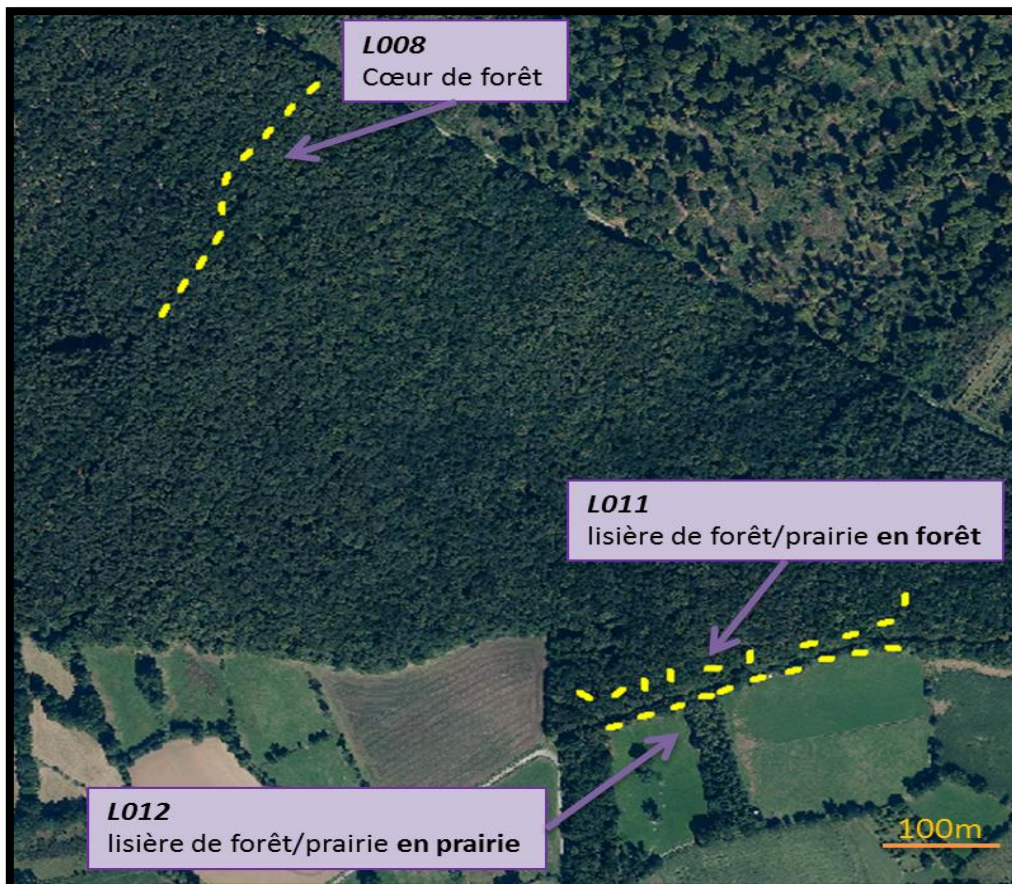 L008
Cœur de forêt
L011
lisière de forêt/prairie en forêt
L012
lisière de forêt/prairie en prairie
100m